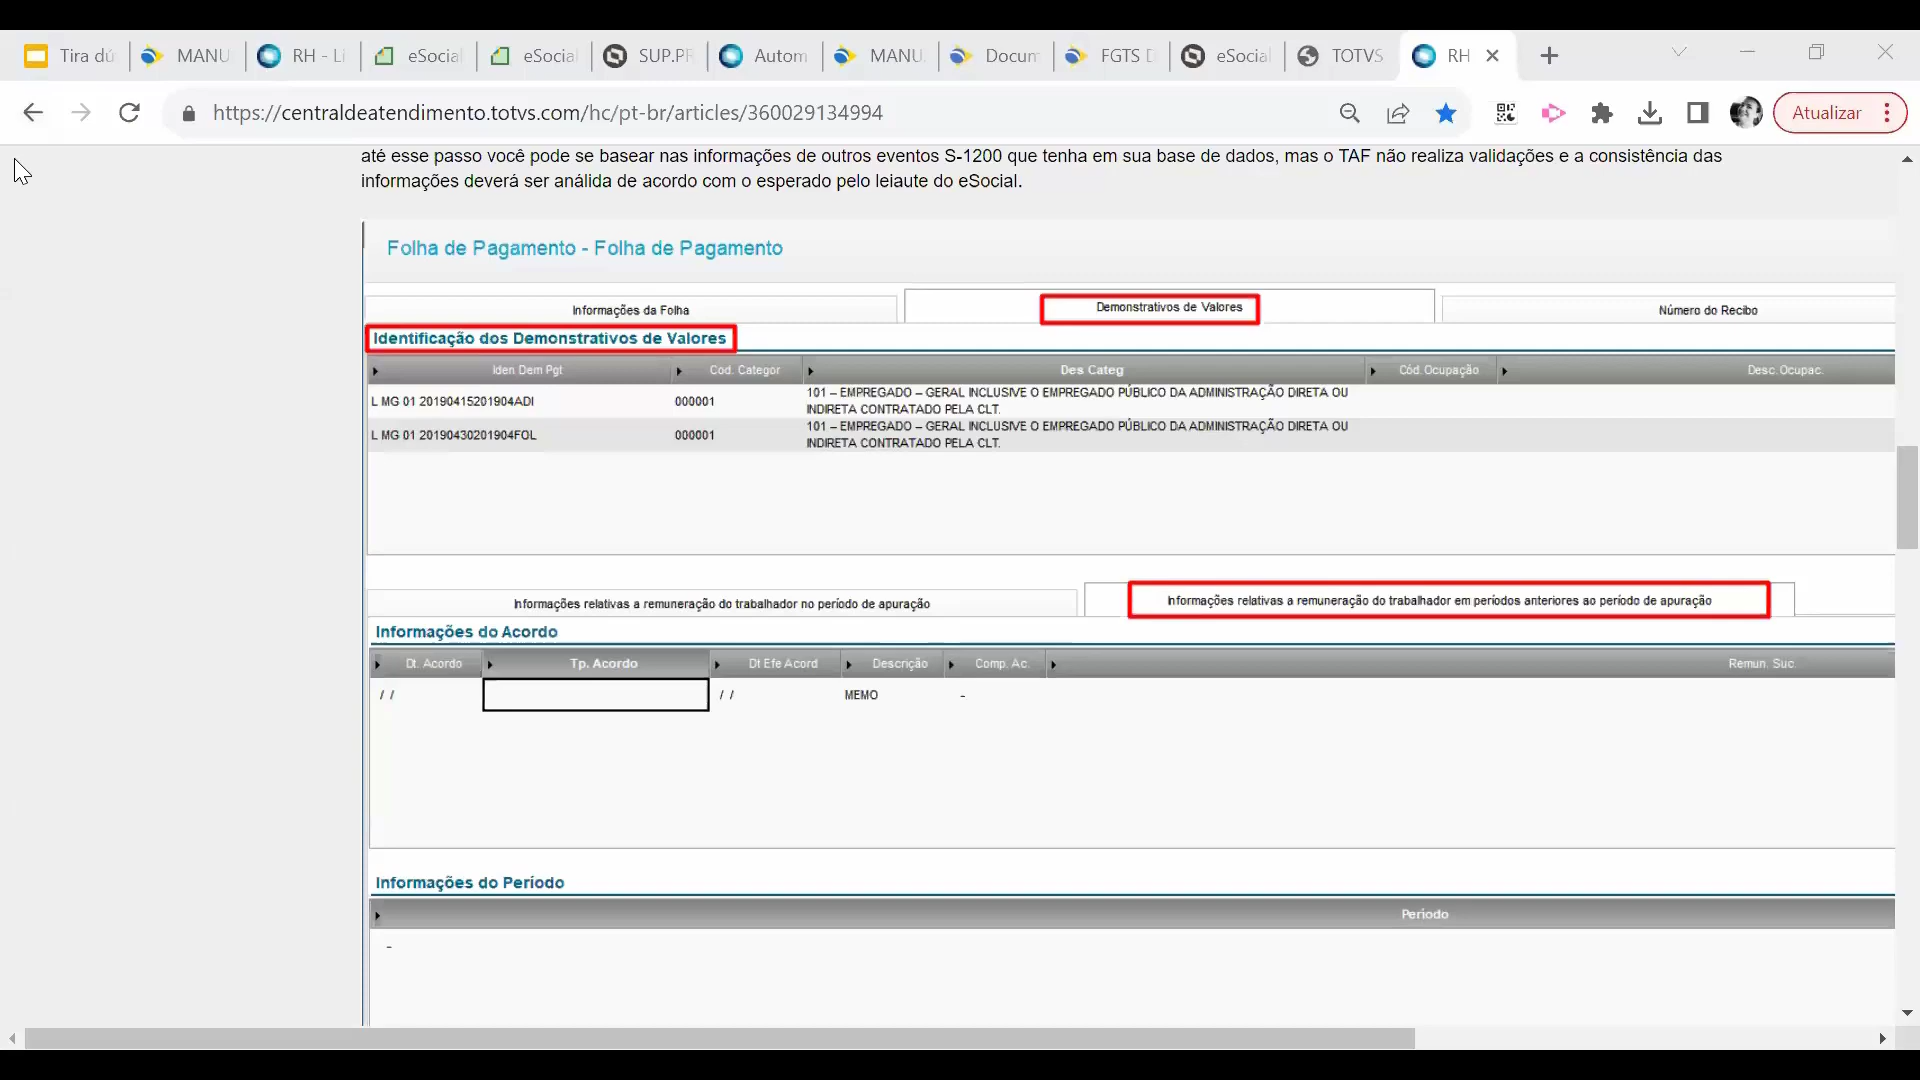 Tira dú
MANU
RH - Li
eSocial
eSocial
SUP.PR
Autom
MANU
Docum
FGTS D
eSocial
TOTVS
RH
https://centraldeatendimento.totvs.com/hc/pt-br/articles/360029134994
Atualizar
até esse passo você pode se basear nas informações de outros eventos S-1200 que tenha em sua base de dados, mas o TAF não realiza validações e a consistência das
informações deverá ser análida de acordo com o esperado pelo leiaute do eSocial.
Folha de Pagamento - Folha de Pagamento
Informações da Folha
Demonstrativos de Valores
Número do Recibo
Identificação dos Demonstrativos de Valores
Iden Dem Pgt
Cod. Categor
Des Categ
Cód.Ocupação
Desc.Ocupac.
L MG 01 20190415201904ADI
000001
101 – EMPREGADO – GERAL INCLUSIVE O EMPREGADO PÚBLICO DA ADMINISTRAÇÃO DIRETA OU
INDIRETA CONTRATADO PELA CLT.
L MG 01 20190430201904FOL
000001
101 – EMPREGADO – GERAL INCLUSIVE O EMPREGADO PÚBLICO DA ADMINISTRAÇÃO DIRETA OU
INDIRETA CONTRATADO PELA CLT.
Informações relativas a remuneração do trabalhador no período de apuração
Informações relativas a remuneração do trabalhador em períodos anteriores ao período de apuração
Informações do Acordo
Dt. Acordo
Tp. Acordo
Dt Efe Acord
Descrição
Comp. Ac.
Remun. Suc.
/ /
/ /
MEMO
-
Informações do Período
Periodo
-